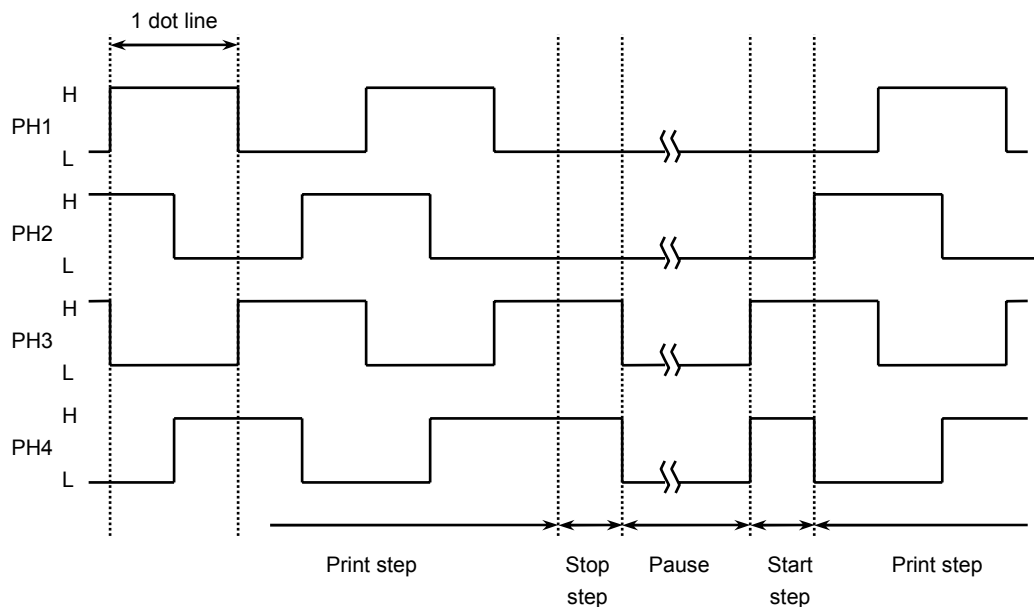 1 dot line
H
PH1
L
H
PH2
L
H
PH3
L
H
PH4
L
Print step
Stop
step
Pause
Start
step
Print step